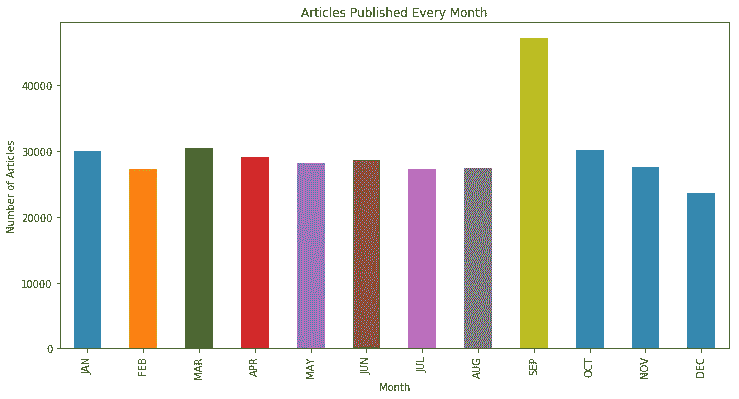 Articles Published Every Month
Number of Articles
40000
30000
20000
10000
0
JAN
FEB
MAR
APR
MAY
JUN
JUL
AUG
SEP
OCT
NOV
DEC
Month